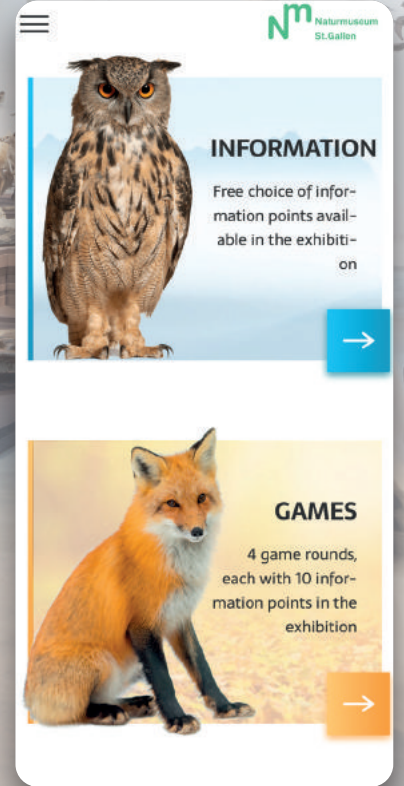 Nm Naturmuseum
St.Gallen
INFORMATION
Free choice of infor-
mation points avail-
able in the exhibiti-
on
GAMES
4 game rounds,
each with 10 infor-
mation points in the
exhibition